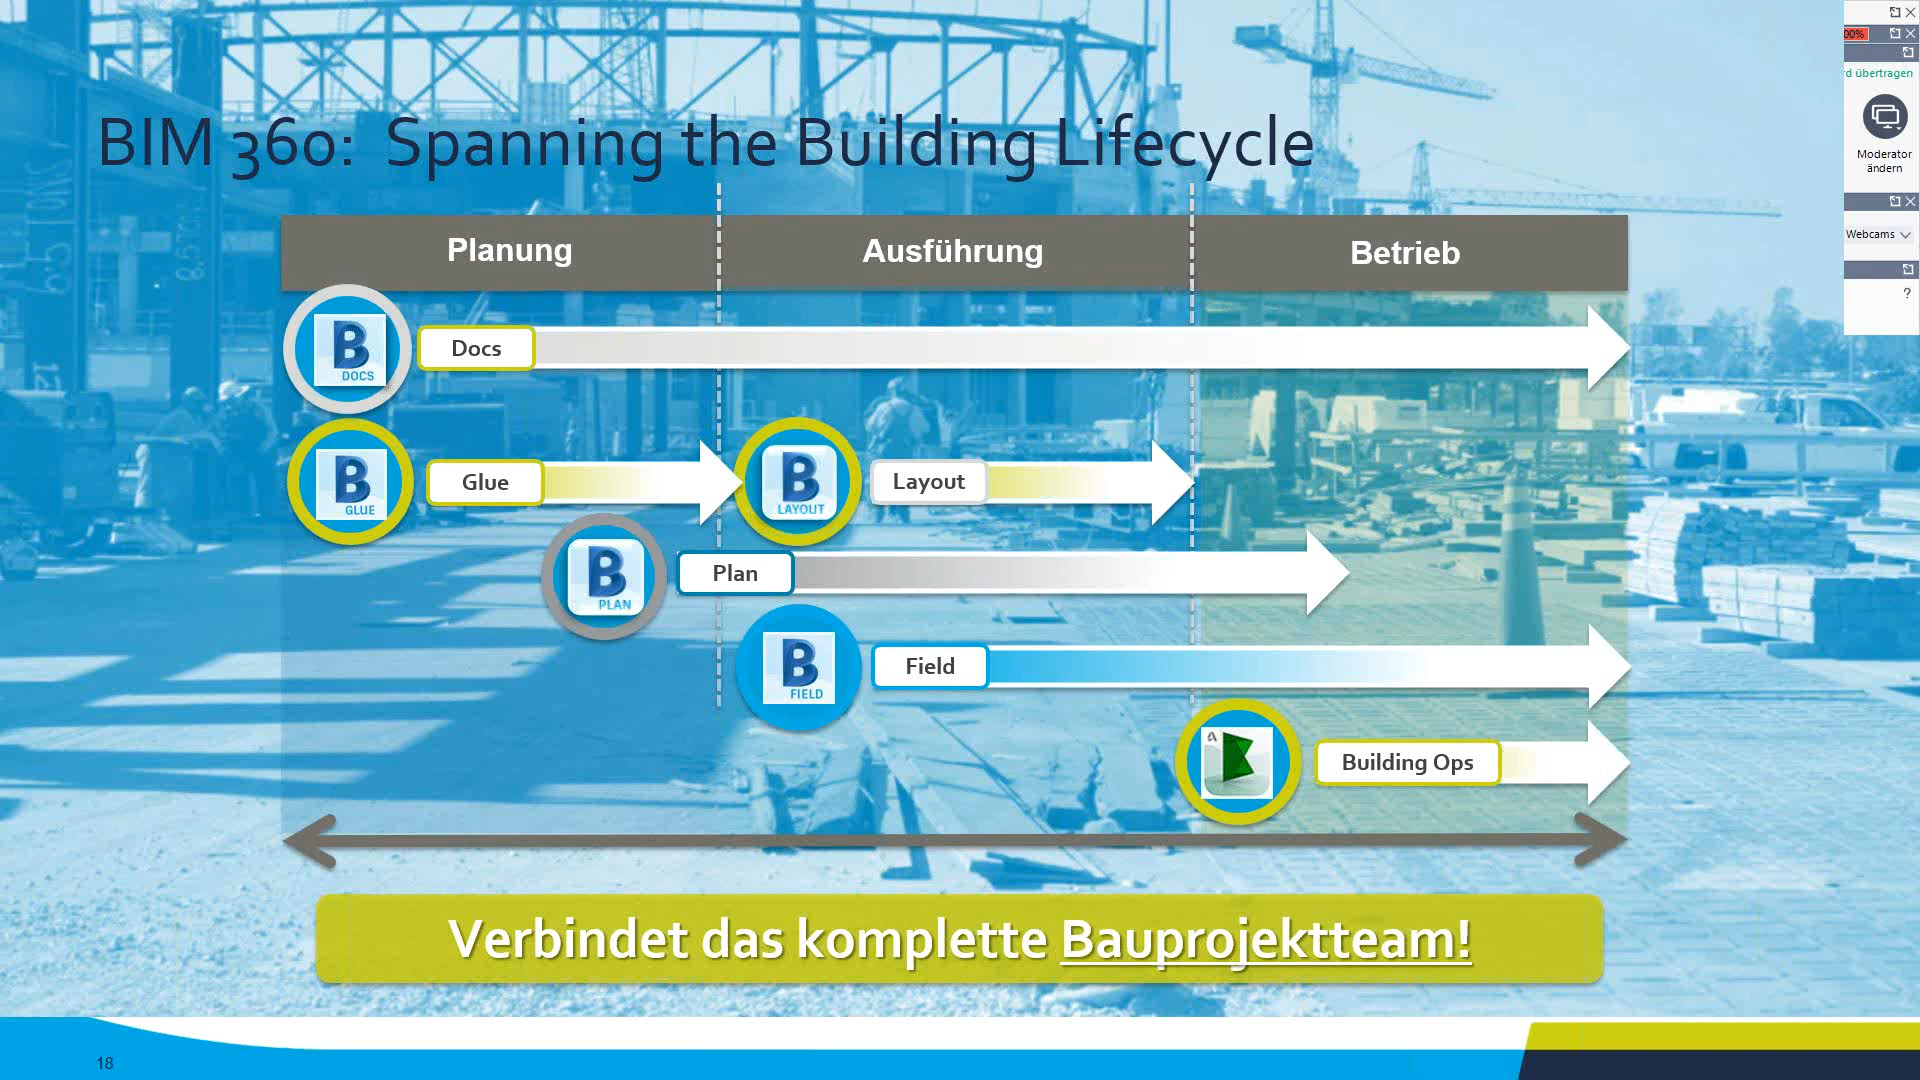 BIM 360: Spanning the Building Lifecycle
Planung
Ausführung
Betrieb
B
DOCS
Docs
B
GLUE
Glue
B
LAYOUT
Layout
B
PLAN
Plan
B
FIELD
Field
Building Ops
Verbindet das komplette Bauprojektteam!
18
00%
rd übertragen
Moderator
ändern
Webcams
?